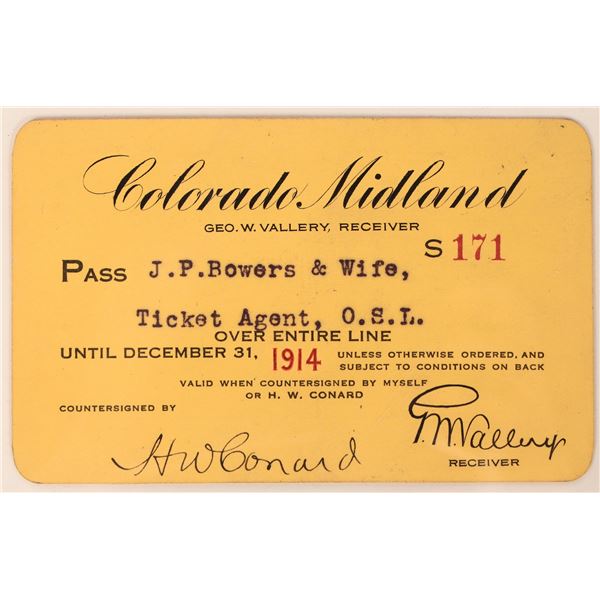 Colorado Midland
GEO. W. VALLERY, RECEIVER
S 171
PASS J.P.Bowers & Wife,
Ticket Agent, O.S.L.
OVER ENTIRE LINE
UNTIL DECEMBER 31, 1914 UNLESS OTHERWISE ORDERED, AND
SUBJECT TO CONDITIONS ON BACK
VALID WHEN COUNTERSIGNED BY MYSELF
OR H. W. CONARD
COUNTERSIGNED BY
H W Conard
G. W. Vallery
RECEIVER